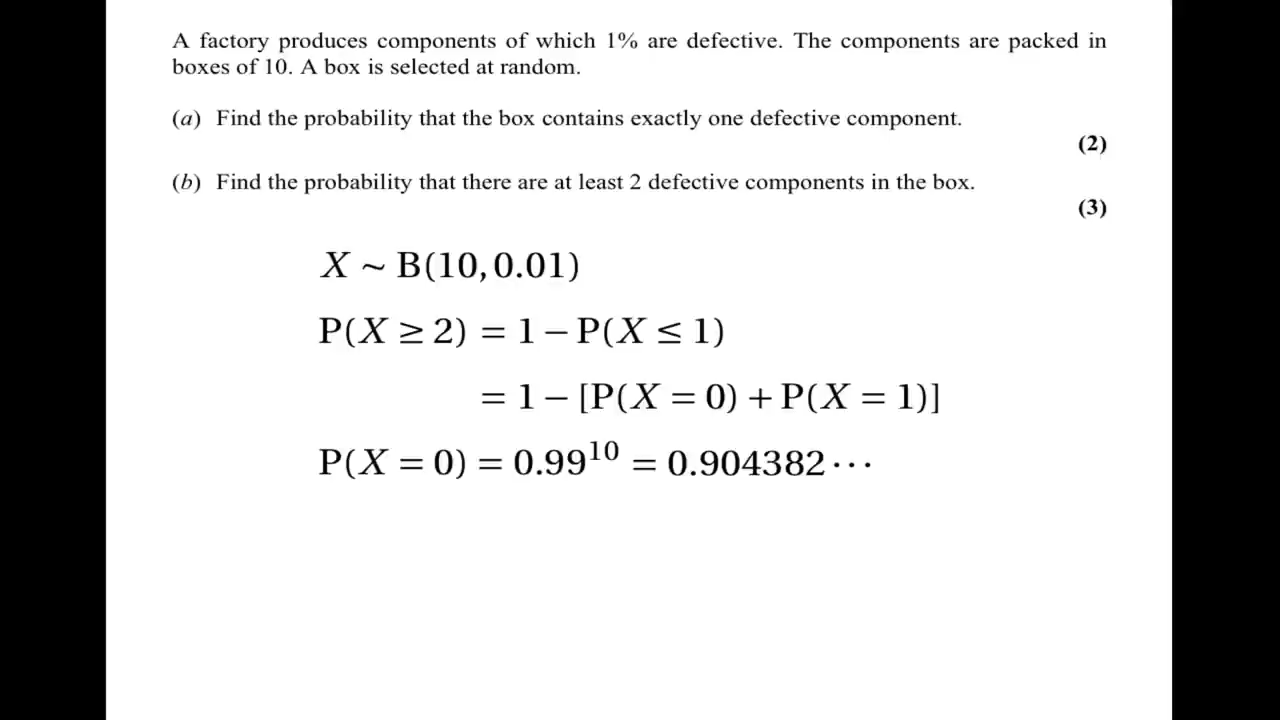 A factory produces components of which 1% are defective. The components are packed in
boxes of 10. A box is selected at random.
(a) Find the probability that the box contains exactly one defective component.
(2)
(b) Find the probability that there are at least 2 defective components in the box.
(3)
X ~ B(10, 0.01)
P(X ≥ 2) = 1 − P(X ≤ 1)
= 1 − [P(X = 0) + P(X = 1)]
P(X = 0) = 0.99¹⁰ = 0.904382⋯